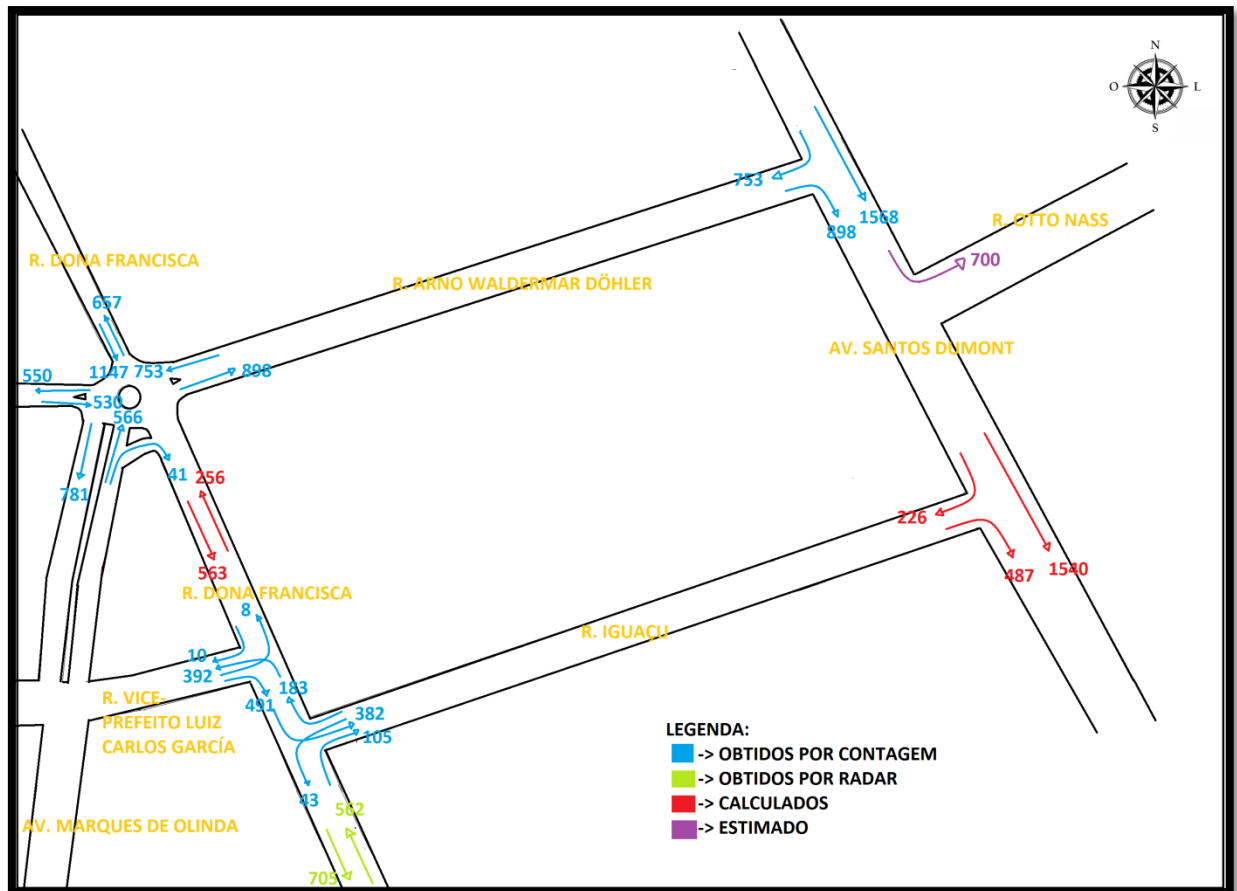 N
O
L
S
753
1568
898
R. OTTO NASS
700
R. DONA FRANCISCA
R. ARNO WALDERMAR DÖHLER
657
AV. SANTOS DUMONT
1147
753
898
550
530
566
41
256
781
226
563
487
1540
R. DONA FRANCISCA
8
R. IGUAÇU
10
392
183
491
382
105
R. VICE-
PREFEITO LUIZ
CARLOS GARCÍA
43
562
AV. MARQUES DE OLINDA
705
LEGENDA:
-> OBTIDOS POR CONTAGEM
-> OBTIDOS POR RADAR
-> CALCULADOS
-> ESTIMADO